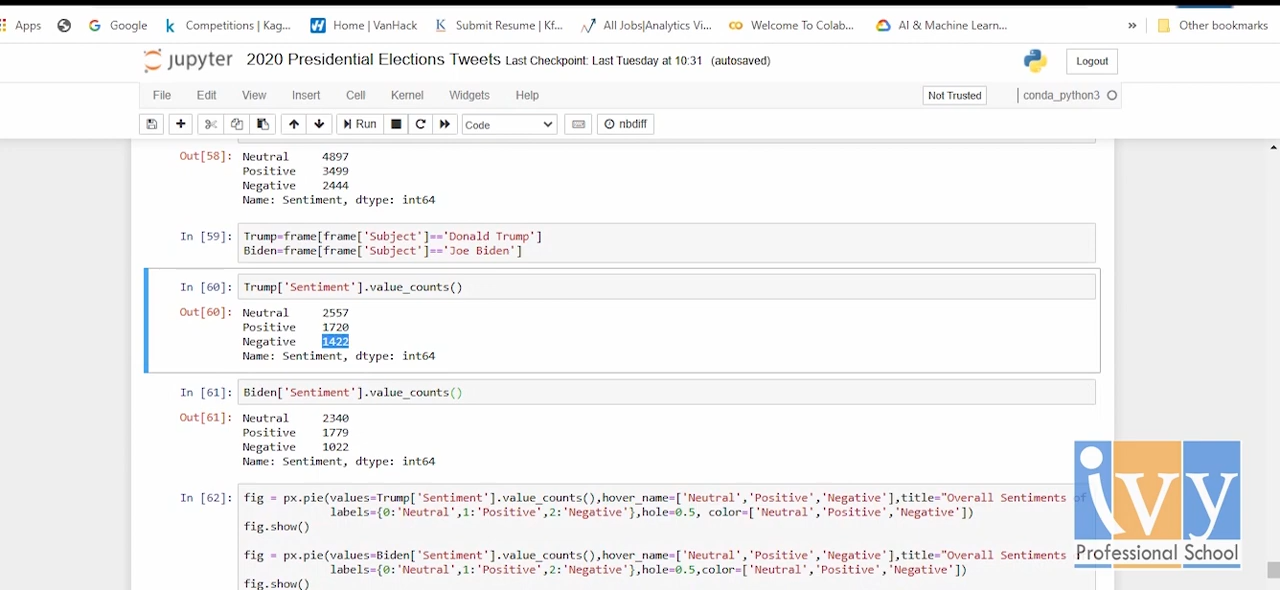 Apps Google Competitions | Kag... Home | VanHack Submit Resume | Kf... All Jobs|Analytics Vi... Welcome To Colab... AI & Machine Learn... » Other bookmarks
jupyter 2020 Presidential Elections Tweets Last Checkpoint: Last Tuesday at 10:31 (autosaved) Logout
File Edit View Insert Cell Kernel Widgets Help Not Trusted conda_python3
Run Code nbdiff
Out[58]: Neutral 4897
Positive 3499
Negative 2444
Name: Sentiment, dtype: int64
In [59]: Trump=frame[frame['Subject']=='Donald Trump']
Biden=frame[frame['Subject']=='Joe Biden']
In [60]: Trump['Sentiment'].value_counts()
Out[60]: Neutral 2557
Positive 1720
Negative 1422
Name: Sentiment, dtype: int64
In [61]: Biden['Sentiment'].value_counts()
Out[61]: Neutral 2340
Positive 1779
Negative 1022
Name: Sentiment, dtype: int64
In [62]: fig = px.pie(values=Trump['Sentiment'].value_counts(),hover_name=['Neutral','Positive','Negative'],title="Overall Sentiments of
labels={0:'Neutral',1:'Positive',2:'Negative'},hole=0.5, color=['Neutral','Positive','Negative'])
fig.show()
fig = px.pie(values=Biden['Sentiment'].value_counts(),hover_name=['Neutral','Positive','Negative'],title="Overall Sentiments
labels={0:'Neutral',1:'Positive',2:'Negative'},hole=0.5,color=['Neutral','Positive','Negative'])
fig.show()
ivy
Professional School